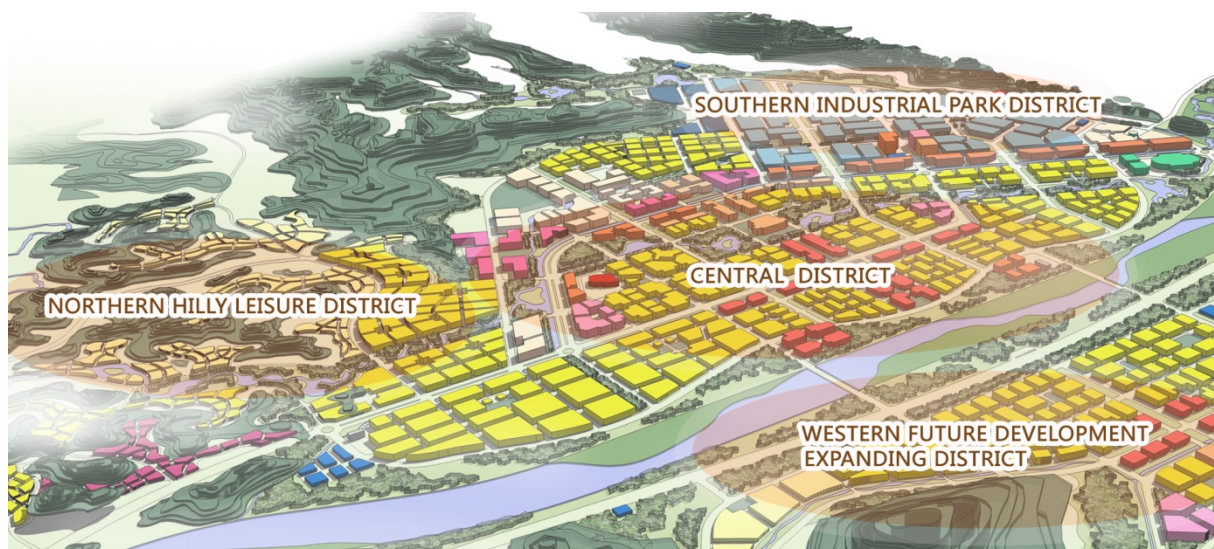 SOUTHERN INDUSTRIAL PARK DISTRICT
CENTRAL DISTRICT
NORTHERN HILLY LEISURE DISTRICT
WESTERN FUTURE DEVELOPMENT
EXPANDING DISTRICT